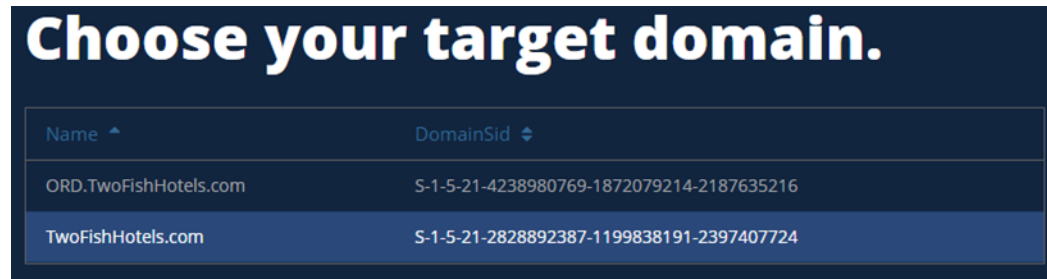 Choose your target domain.
Name DomainSid
ORD.TwoFishHotels.com S-1-5-21-4238980769-1872079214-2187635216
TwoFishHotels.com S-1-5-21-2828892387-1199838191-2397407724